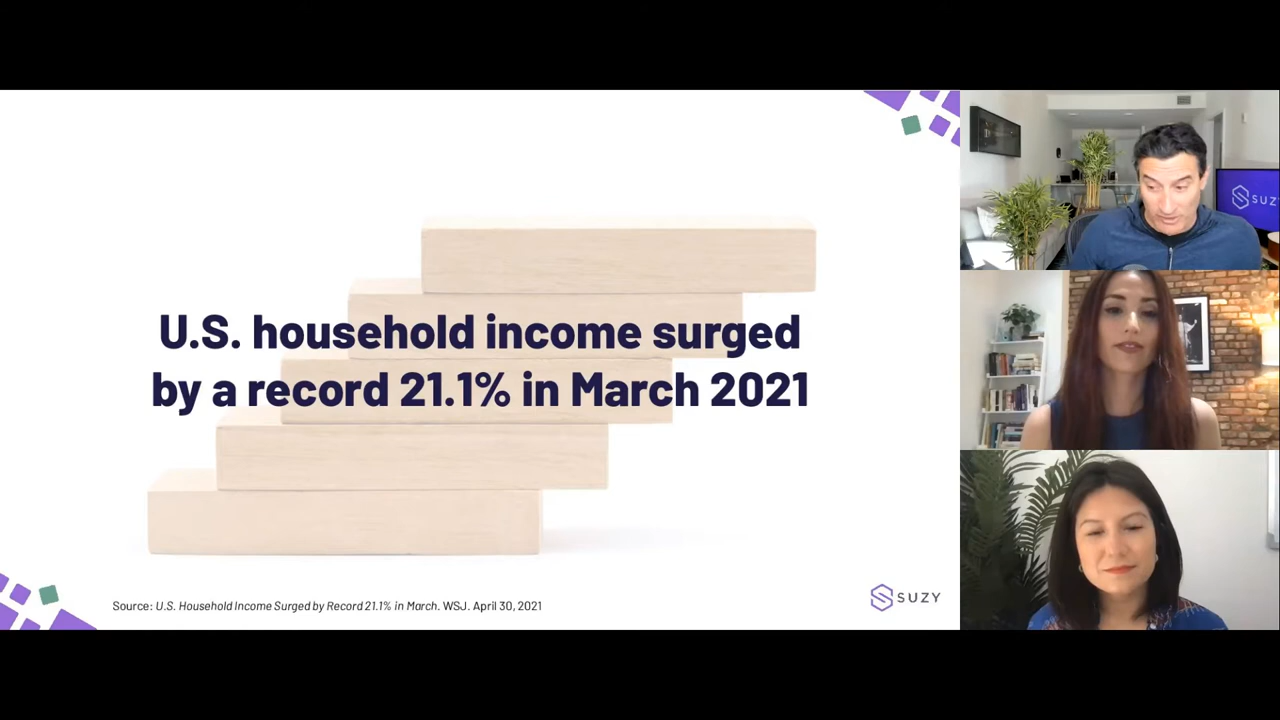 U.S. household income surged
by a record 21.1% in March 2021
Source: U.S. Household Income Surged by Record 21.1% in March. WSJ. April 30, 2021
SUZY
SUZ